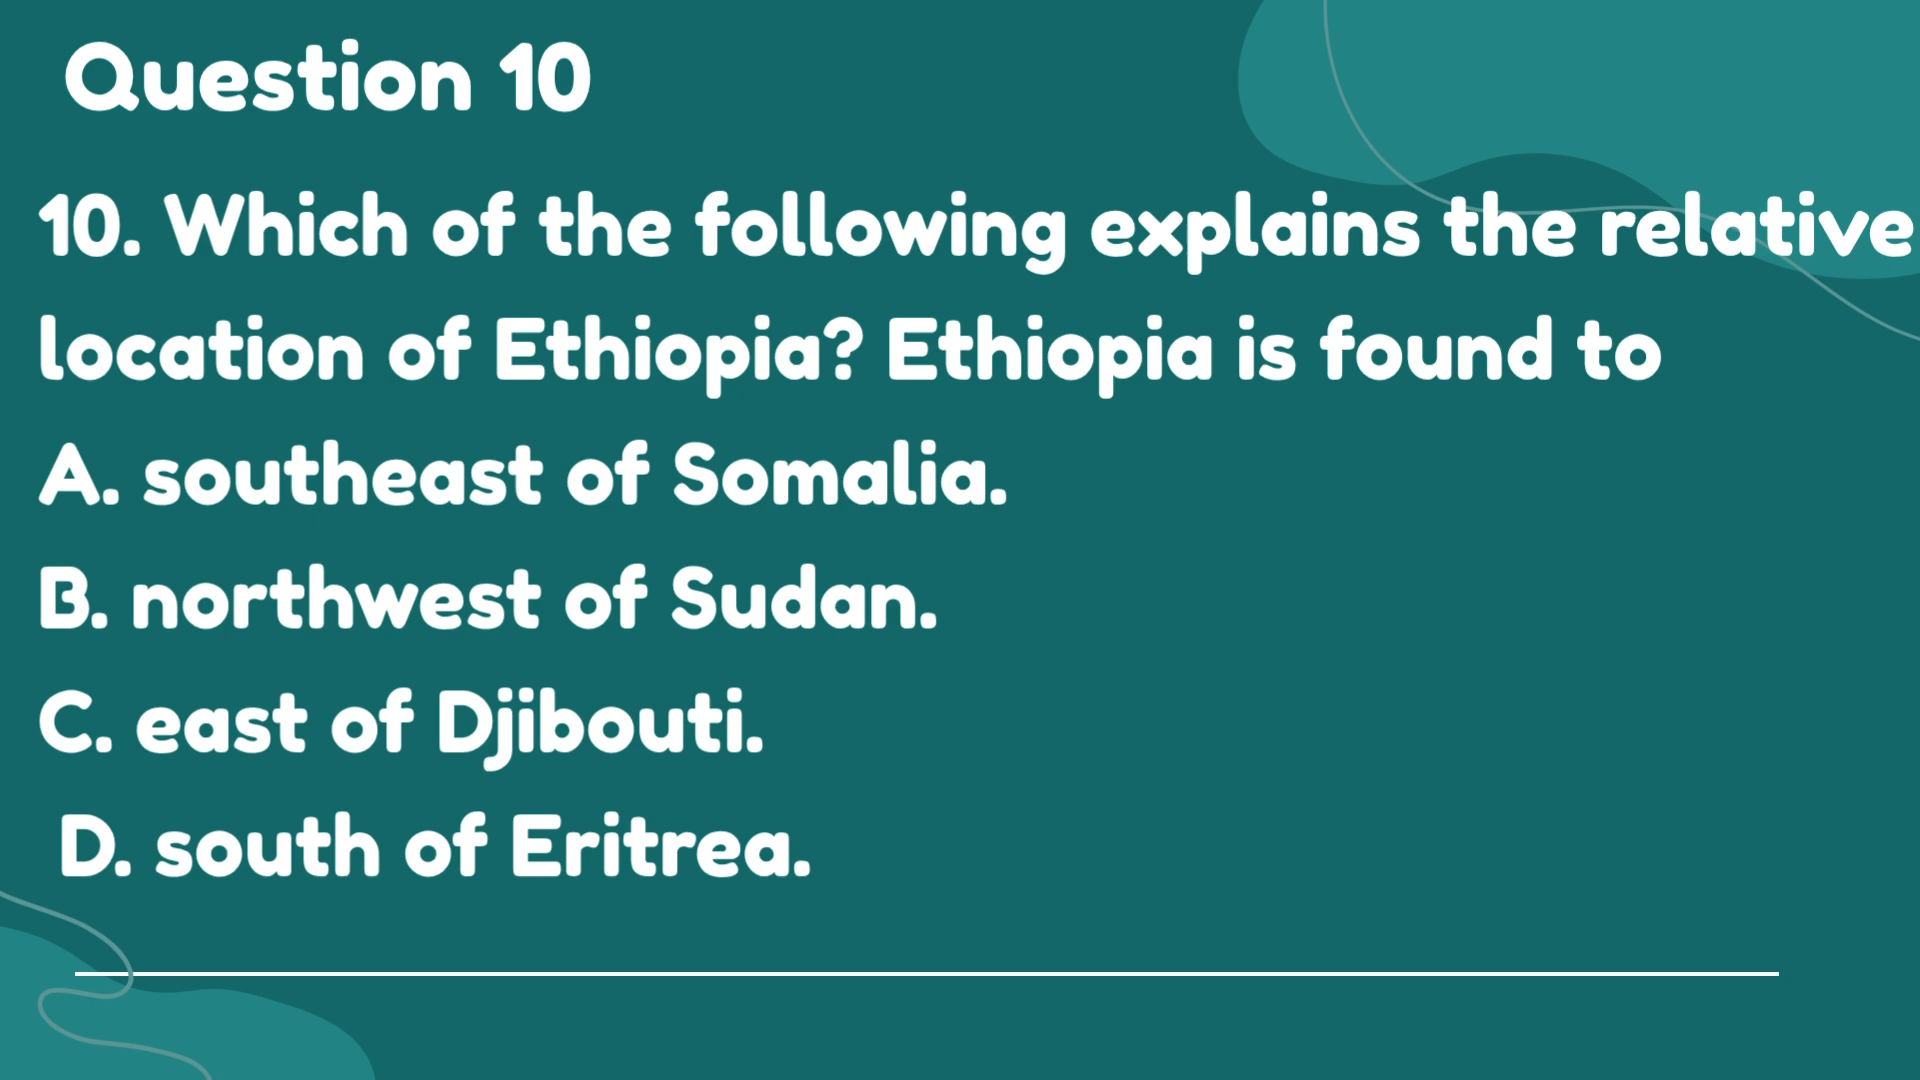 Question 10
10. Which of the following explains the relative
location of Ethiopia? Ethiopia is found to
A. southeast of Somalia.
B. northwest of Sudan.
C. east of Djibouti.
D. south of Eritrea.